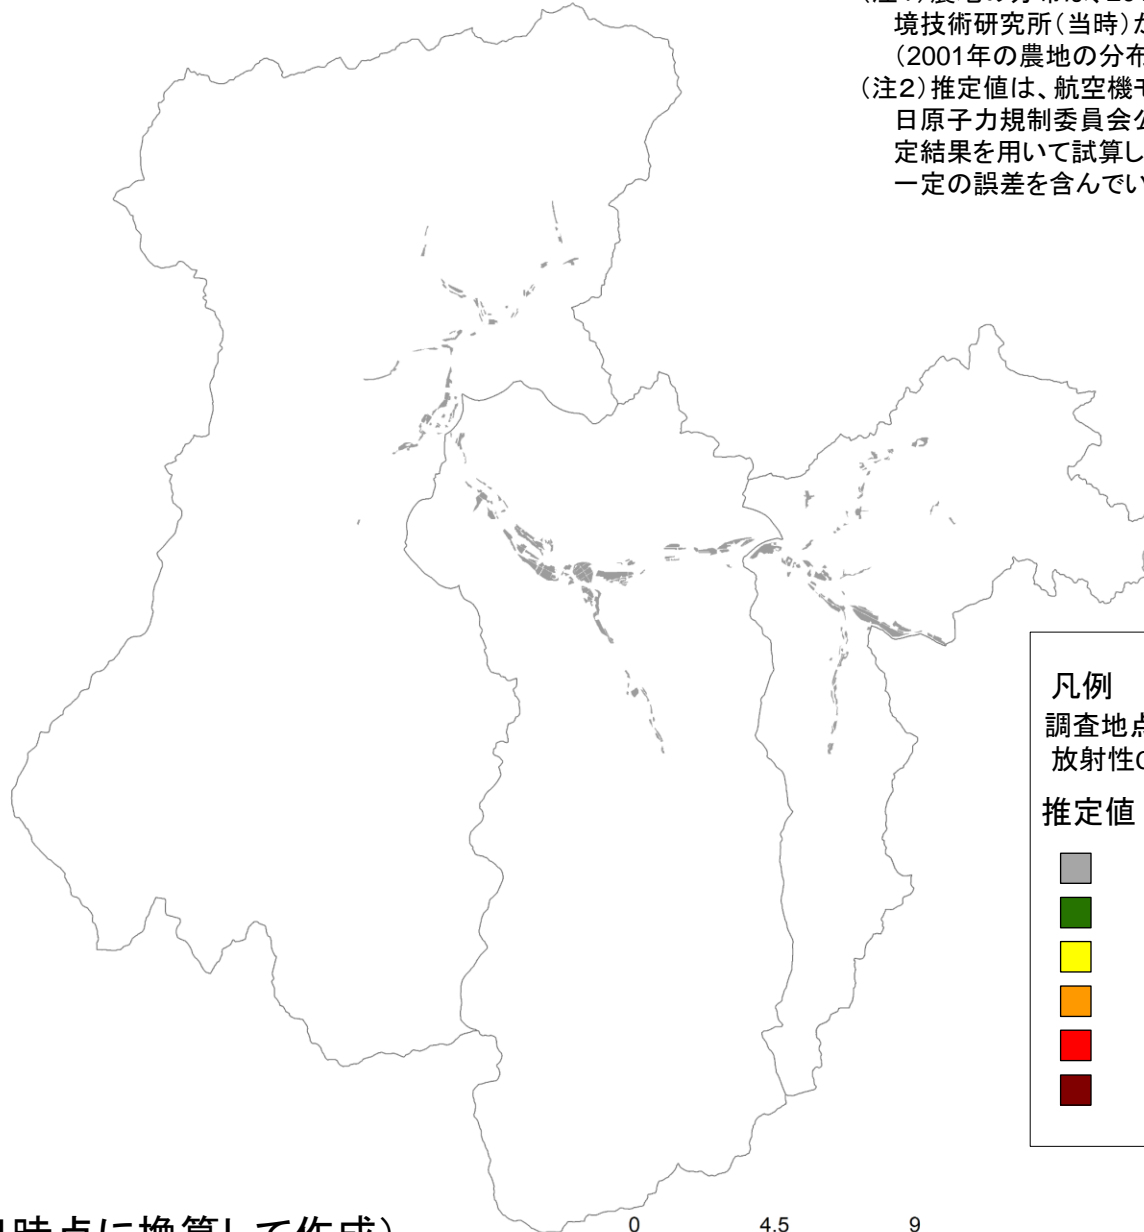 境技術研究所(当時)か
(2001年の農地の分布
(注2)推定値は、航空機モ
日原子力規制委員会公
定結果を用いて試算し
一定の誤差を含んでい
凡例
調査地点
放射性C
推定値
時点に換算して作成)
0 4.5 9